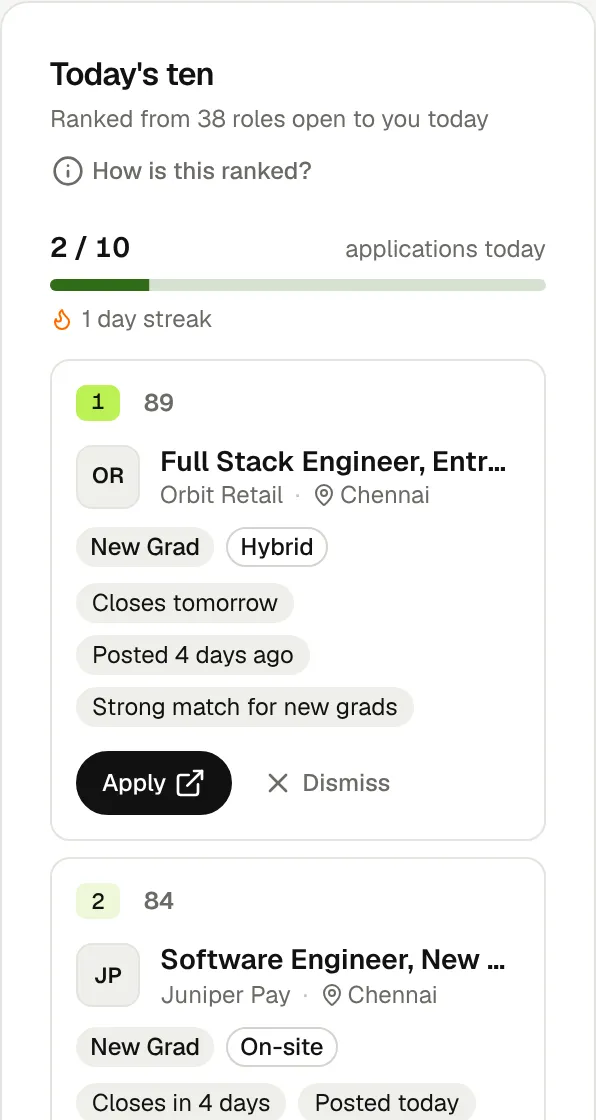 Today's ten
Ranked from 38 roles open to you today
How is this ranked?
2 / 10 applications today
1 day streak
1 89
OR Full Stack Engineer, Entr...
Orbit Retail · Chennai
New Grad Hybrid
Closes tomorrow
Posted 4 days ago
Strong match for new grads
Apply Dismiss
2 84
JP Software Engineer, New ...
Juniper Pay · Chennai
New Grad On-site
Closes in 4 days Posted today